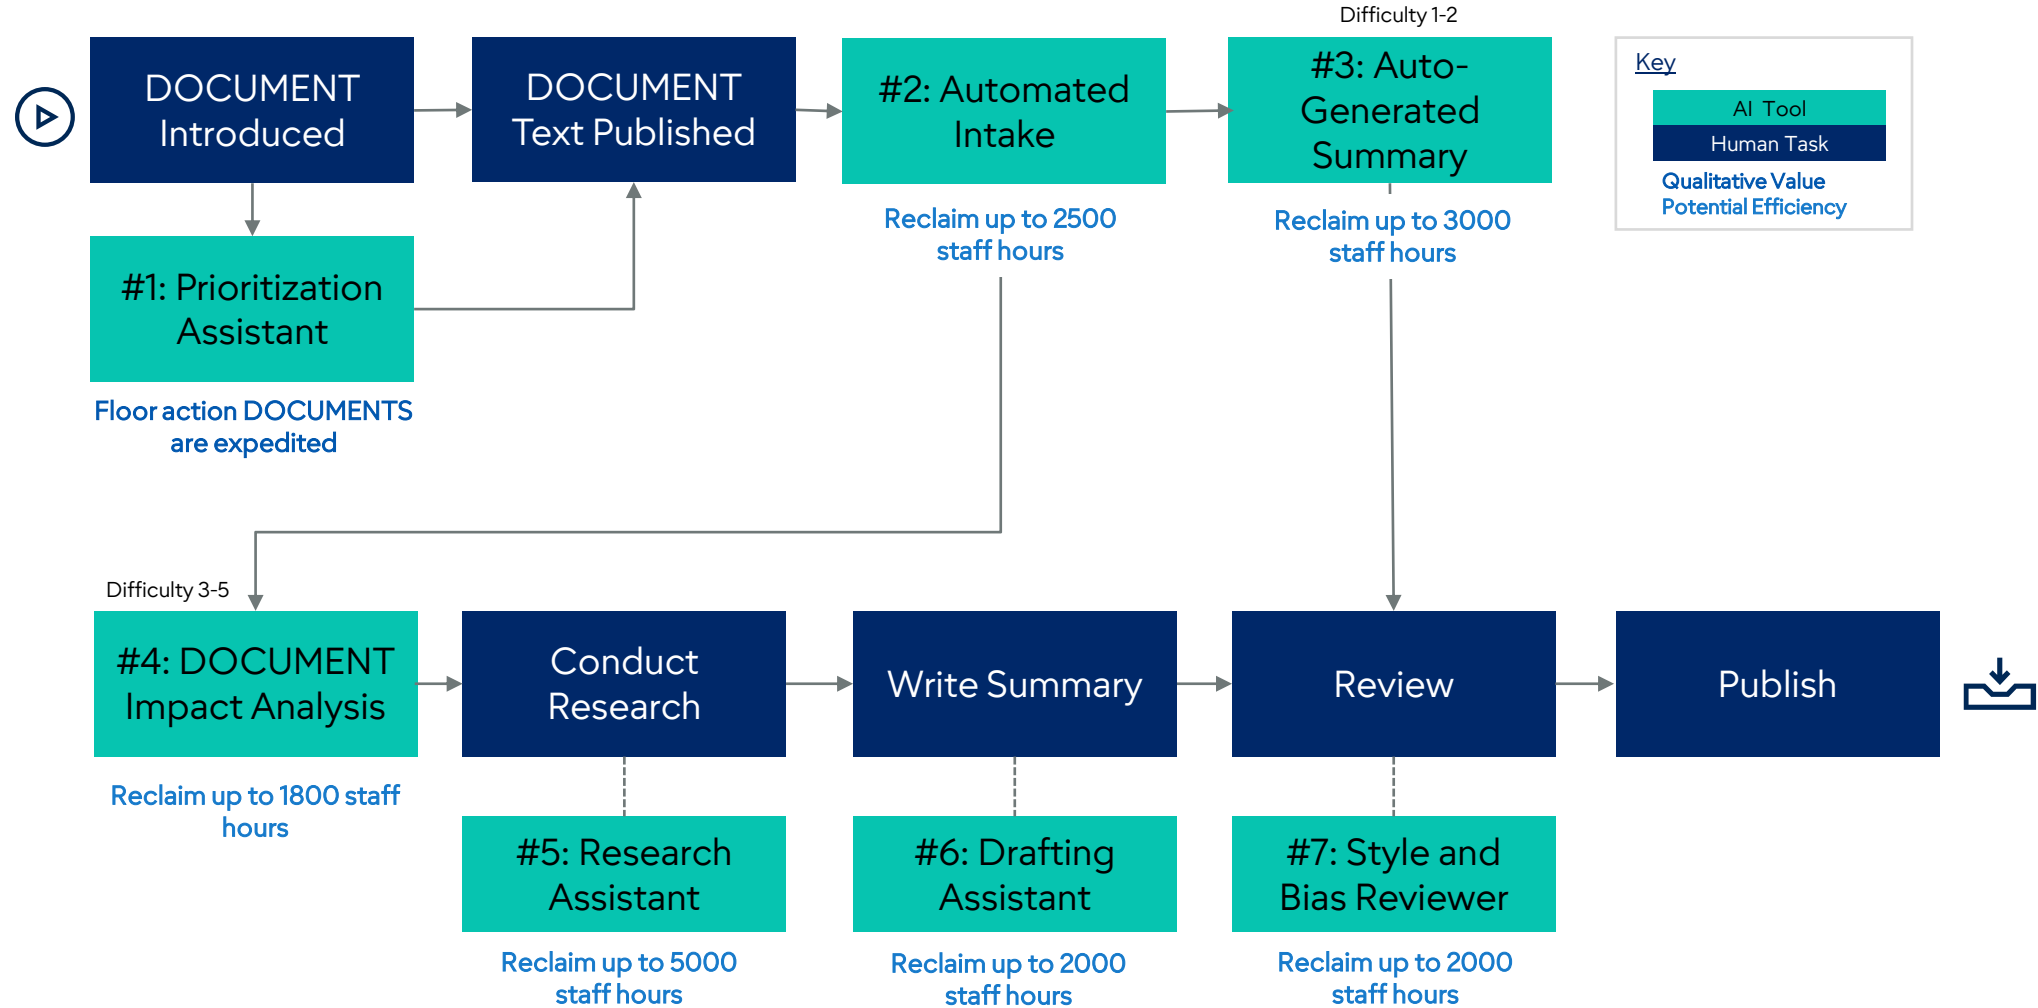 Difficulty 1-2
DOCUMENT
Introduced
DOCUMENT
Text Published
#2: Automated
Intake
#3: Auto-
Generated
Summary
Key
AI Tool
Human Task
Qualitative Value
Potential Efficiency
Reclaim up to 2500
staff hours
Reclaim up to 3000
staff hours
#1: Prioritization
Assistant
Floor action DOCUMENTS
are expedited
Difficulty 3-5
#4: DOCUMENT
Impact Analysis
Conduct
Research
Write Summary
Review
Publish
Reclaim up to 1800 staff
hours
#5: Research
Assistant
#6: Drafting
Assistant
#7: Style and
Bias Reviewer
Reclaim up to 5000
staff hours
Reclaim up to 2000
staff hours
Reclaim up to 2000
staff hours